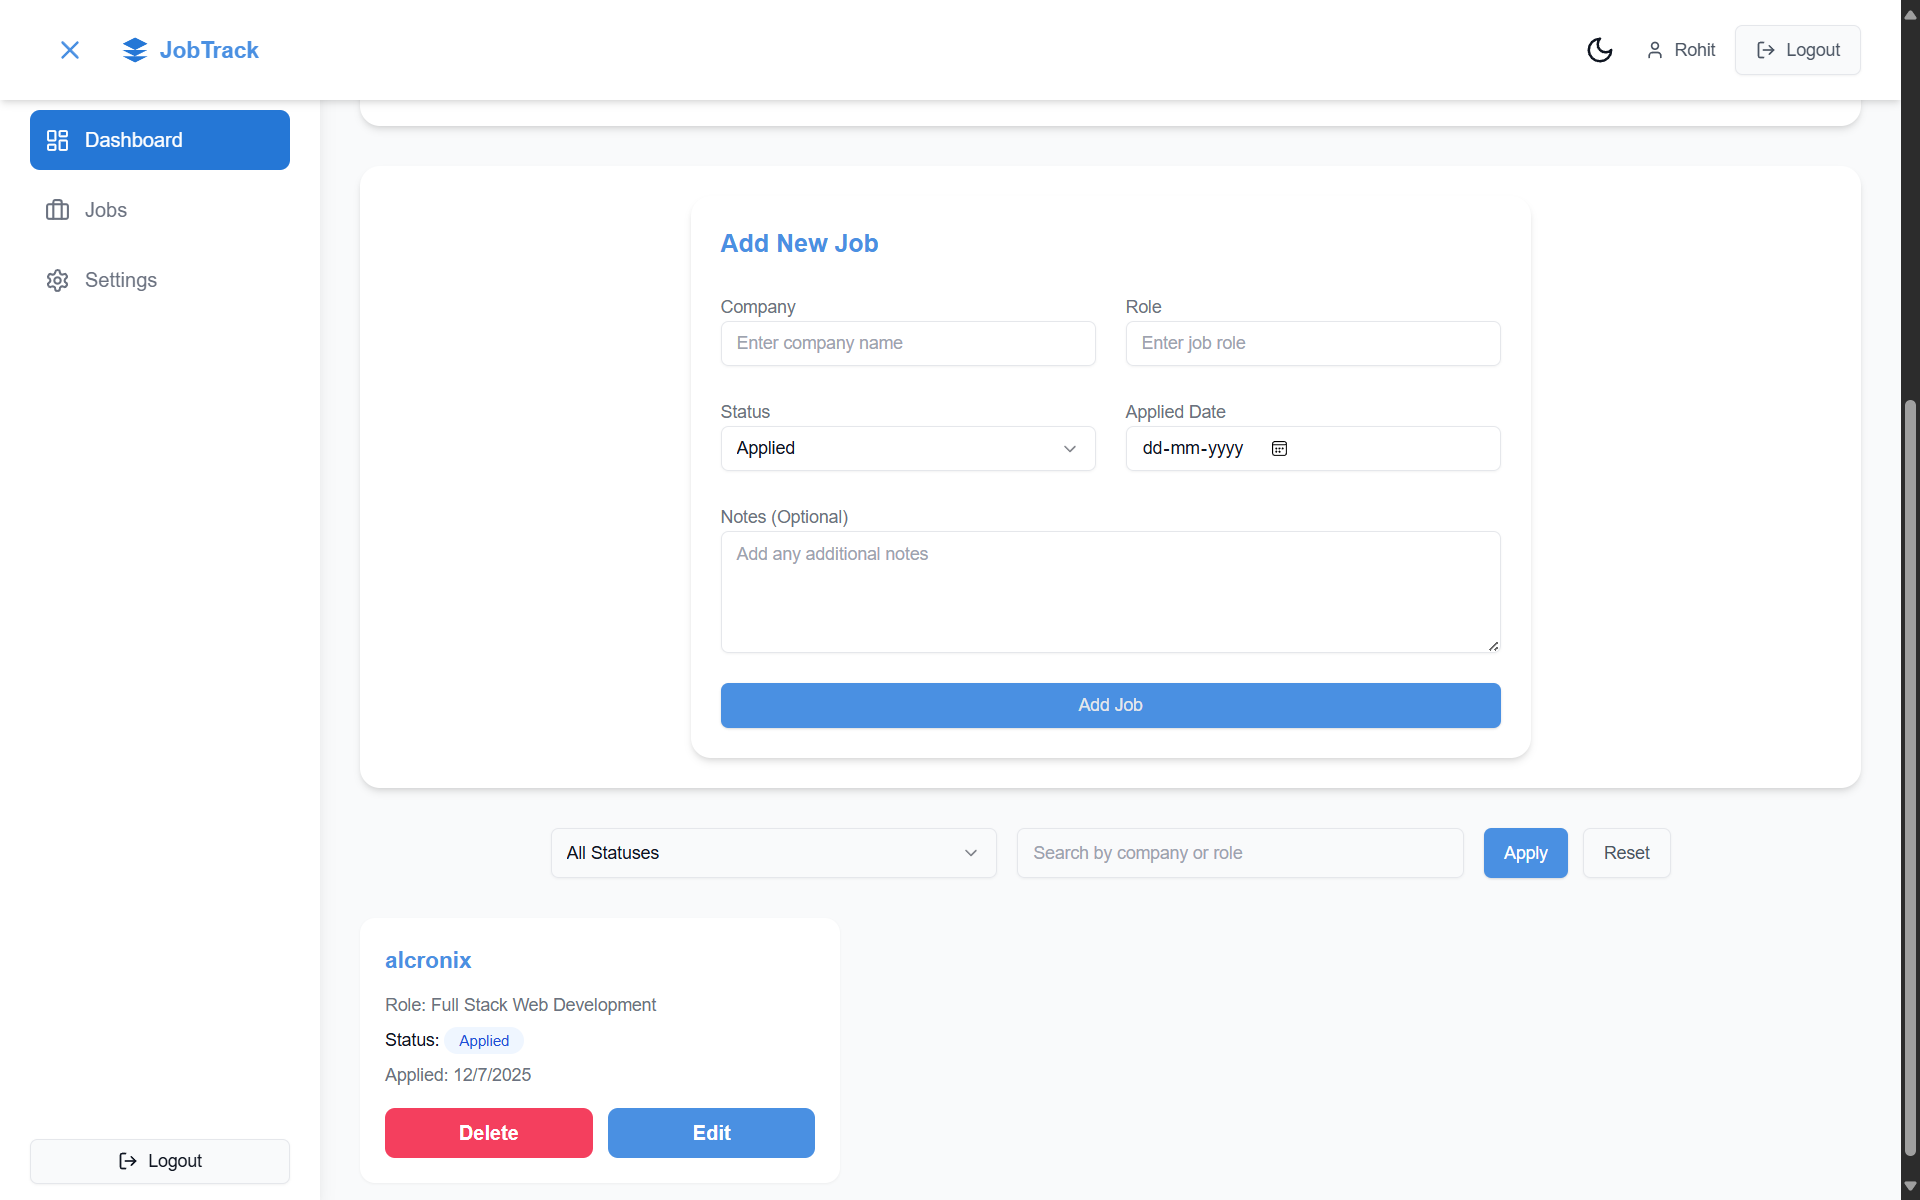 JobTrack
Rohit
Logout
Dashboard
Jobs
Settings
Add New Job
Company
Role
Enter company name
Enter job role
Status
Applied Date
Applied
dd-mm-yyyy
Notes (Optional)
Add any additional notes
Add Job
All Statuses
Search by company or role
Apply
Reset
alcronix
Role: Full Stack Web Development
Status: Applied
Applied: 12/7/2025
Delete
Edit
Logout